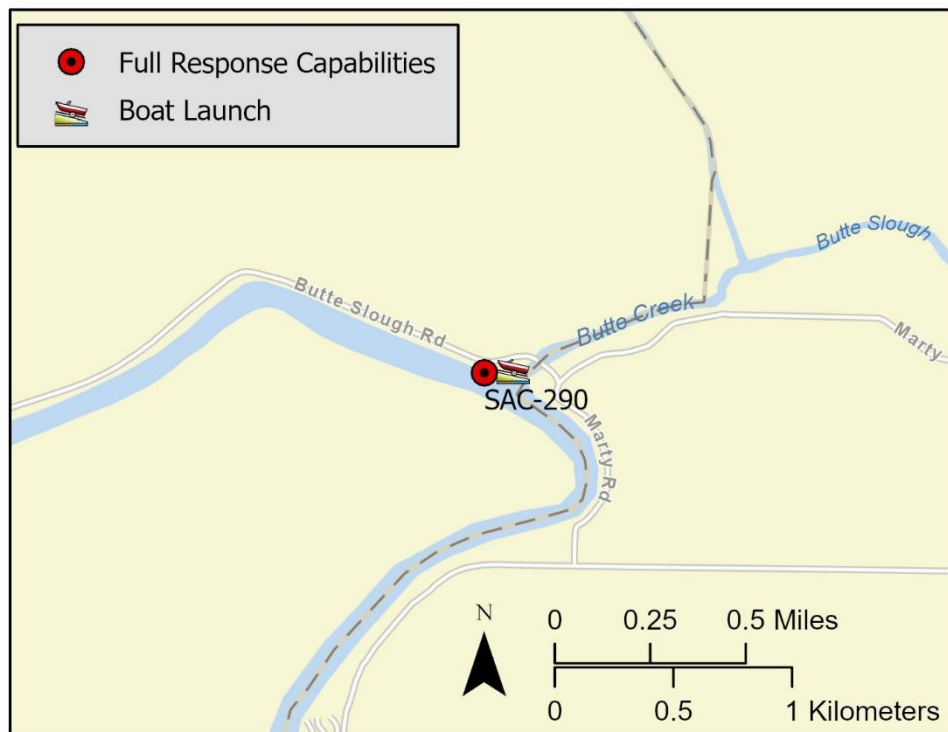 Full Response Capabilities
Boat Launch
Butte Slough
Butte Slough Rd
Butte Creek
Marty
SAC-290
Marty Rd
N
0 0.25 0.5 Miles
0 0.5 1 Kilometers